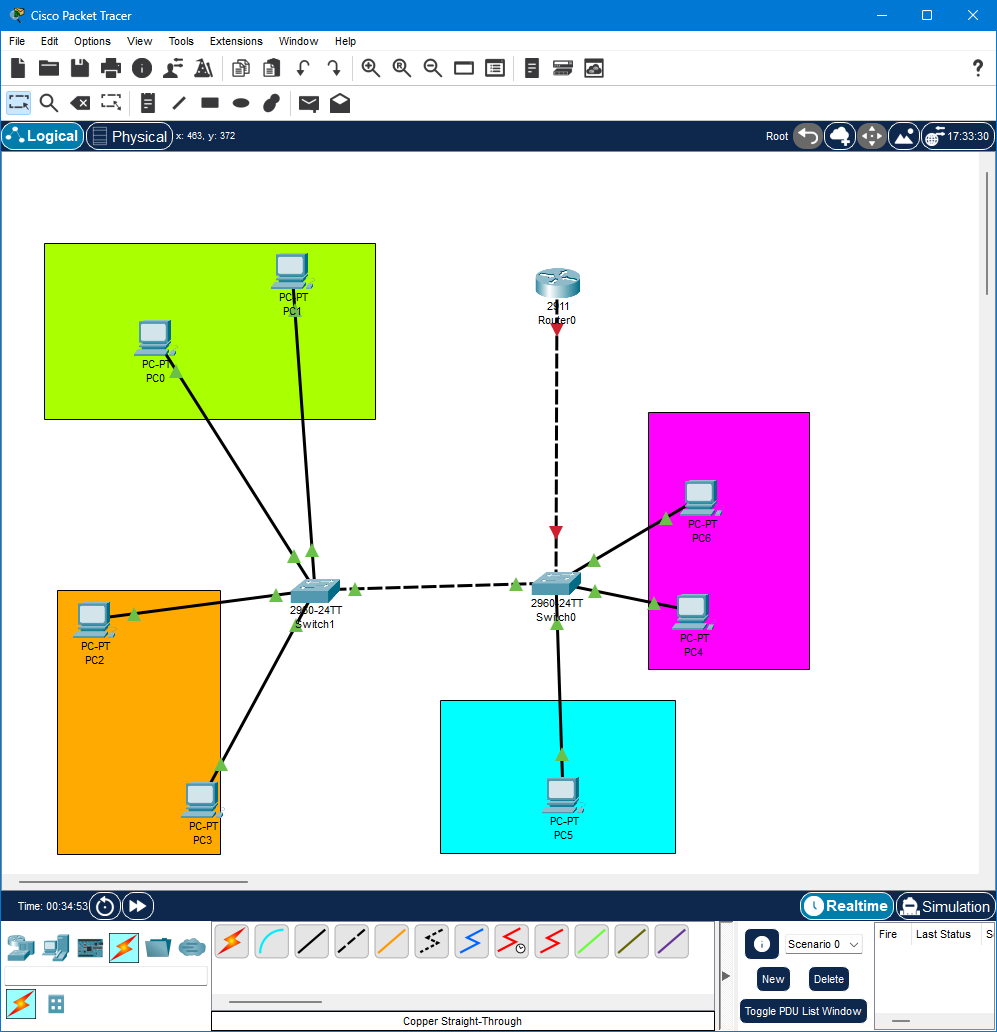 Cisco Packet Tracer
File Edit Options View Tools Extensions Window Help
?
Logical Physical x: 463, y: 372 Root 17:33:30
PC-PT
PC1
2911
Router0
PC-PT
PC0
PC-PT
PC6
2960-24TT
Switch1
2960-24TT
Switch0
PC-PT
PC2
PC-PT
PC4
PC-PT
PC3
PC-PT
PC5
Time: 00:34:53 Realtime Simulation
Scenario 0
Fire Last Status S
New Delete
Toggle PDU List Window
Copper Straight-Through